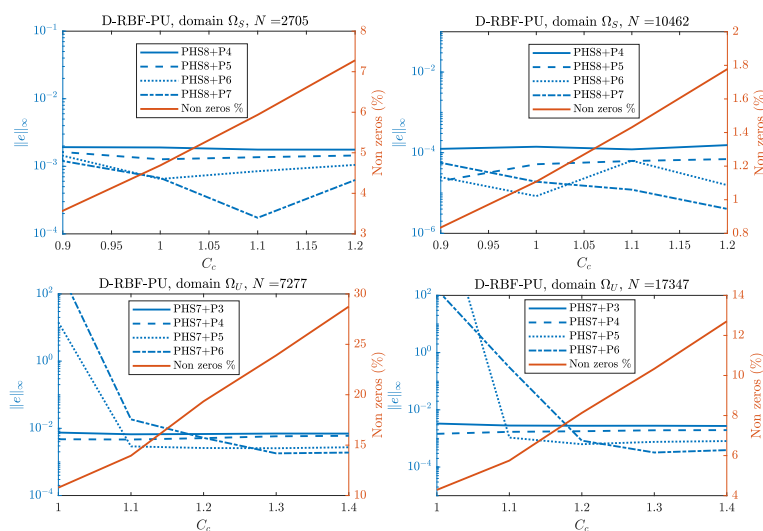 D-RBF-PU, domain Ω_S, N =2705
10^{-1}
10^{-2}
10^{-3}
10^{-4}
‖e‖_∞
PHS8+P4
PHS8+P5
PHS8+P6
PHS8+P7
Non zeros %
8
7
6
5
4
3
Non zeros (%)
0.9 0.95 1 1.05 1.1 1.15 1.2
C_c
D-RBF-PU, domain Ω_S, N =10462
10^{-2}
10^{-4}
10^{-6}
‖e‖_∞
PHS8+P4
PHS8+P5
PHS8+P6
PHS8+P7
Non zeros %
2
1.8
1.6
1.4
1.2
1
0.8
Non zeros (%)
0.9 0.95 1 1.05 1.1 1.15 1.2
C_c
D-RBF-PU, domain Ω_U, N =7277
10^{2}
10^{0}
10^{-2}
10^{-4}
‖e‖_∞
PHS7+P3
PHS7+P4
PHS7+P5
PHS7+P6
Non zeros %
30
25
20
15
10
Non zeros (%)
1 1.1 1.2 1.3 1.4
C_c
D-RBF-PU, domain Ω_U, N =17347
10^{2}
10^{0}
10^{-2}
10^{-4}
‖e‖_∞
PHS7+P3
PHS7+P4
PHS7+P5
PHS7+P6
Non zeros %
14
12
10
8
6
4
Non zeros (%)
1 1.1 1.2 1.3 1.4
C_c